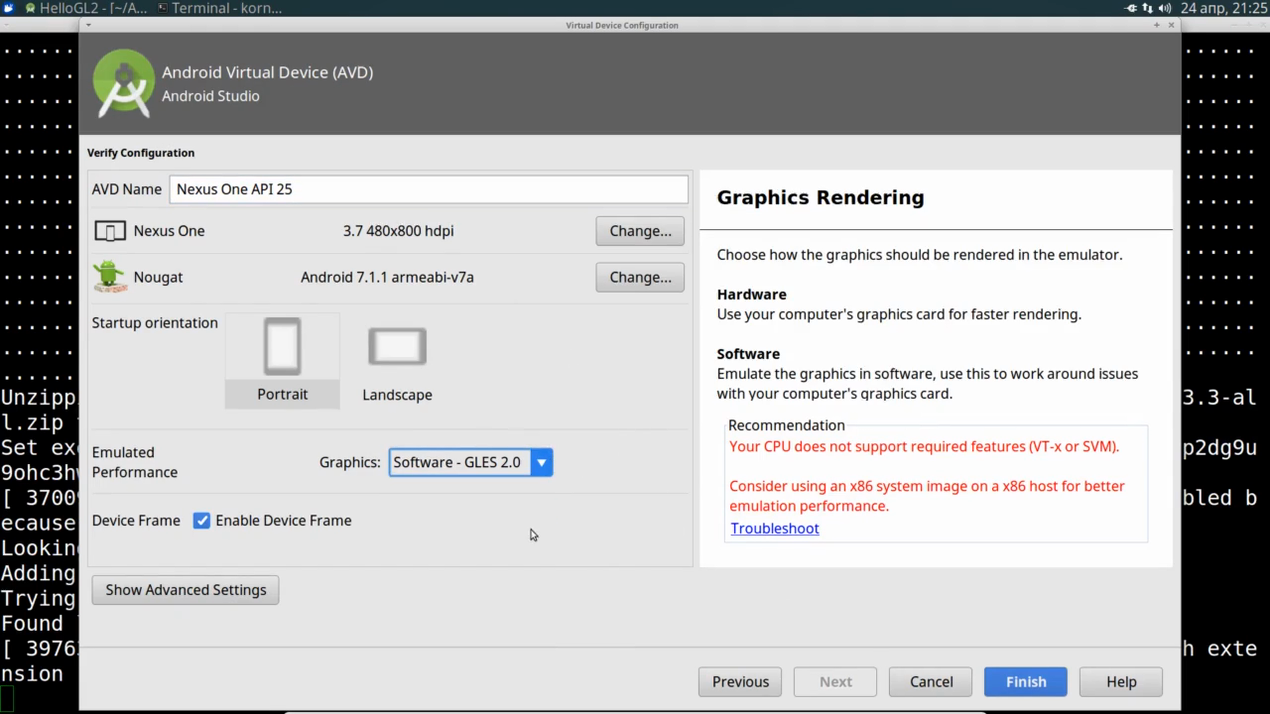 HelloGL2 - [~/A...
Terminal - korn...
24 апр, 21:25
Virtual Device Configuration
Android Virtual Device (AVD)
Android Studio
Verify Configuration
AVD Name
Nexus One API 25
Nexus One
3.7 480x800 hdpi
Change...
Nougat
Android 7.1.1 armeabi-v7a
Change...
Startup orientation
Portrait
Landscape
Emulated
Performance
Graphics:
Software - GLES 2.0
Device Frame
Enable Device Frame
Show Advanced Settings
Graphics Rendering
Choose how the graphics should be rendered in the emulator.
Hardware
Use your computer's graphics card for faster rendering.
Software
Emulate the graphics in software, use this to work around issues
with your computer's graphics card.
Recommendation
Your CPU does not support required features (VT-x or SVM).
Consider using an x86 system image on a x86 host for better
emulation performance.
Troubleshoot
Previous
Next
Cancel
Finish
Help
Unzipp
3.3-al
l.zip
Set exe
p2dg9u
9ohc3hw
[ 3700
bled b
ecause
Looking
Adding
Trying
Found
[ 3976
h exte
nsion